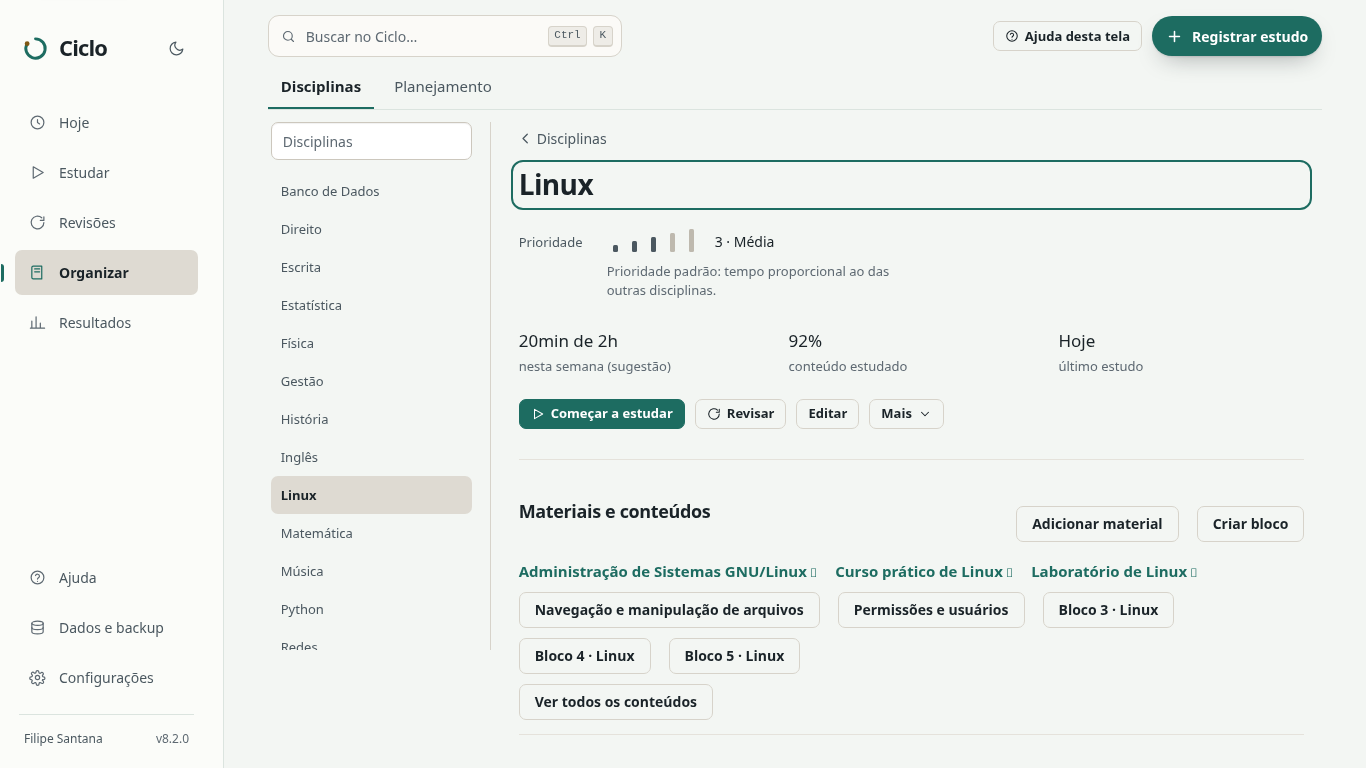 Ciclo
Hoje
Estudar
Revisões
Organizar
Resultados
Ajuda
Dados e backup
Configurações
Filipe Santana v8.2.0
Buscar no Ciclo... Ctrl K
Ajuda desta tela
Registrar estudo
Disciplinas Planejamento
Disciplinas
Banco de Dados
Direito
Escrita
Estatística
Física
Gestão
História
Inglês
Linux
Matemática
Música
Python
Redes
Disciplinas
Linux
Prioridade 3 · Média
Prioridade padrão: tempo proporcional ao das
outras disciplinas.
20min de 2h 92% Hoje
nesta semana (sugestão) conteúdo estudado último estudo
Começar a estudar Revisar Editar Mais
Materiais e conteúdos
Adicionar material Criar bloco
Administração de Sistemas GNU/Linux Curso prático de Linux Laboratório de Linux
Navegação e manipulação de arquivos Permissões e usuários Bloco 3 · Linux
Bloco 4 · Linux Bloco 5 · Linux
Ver todos os conteúdos